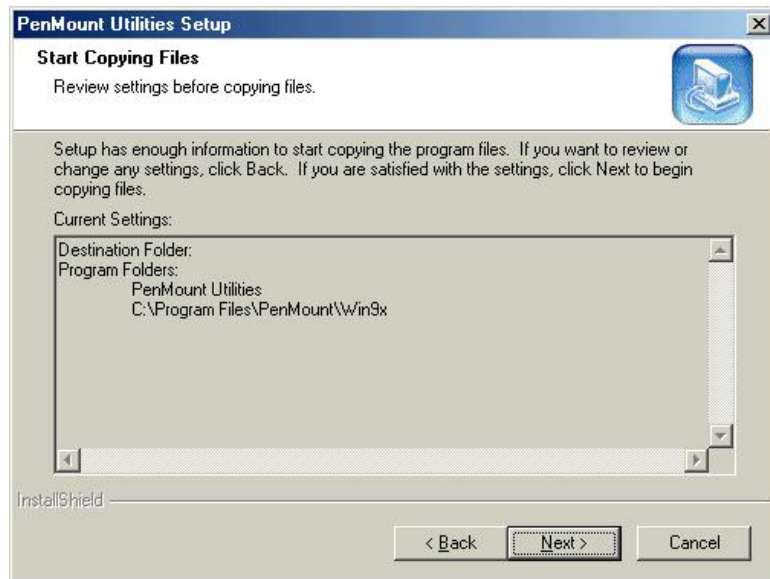 PenMount Utilities Setup
Start Copying Files
Review settings before copying files.
Setup has enough information to start copying the program files. If you want to review or
change any settings, click Back. If you are satisfied with the settings, click Next to begin
copying files.
Current Settings:
Destination Folder:
Program Folders:
PenMount Utilities
C:\Program Files\PenMount\Win9x
InstallShield
< Back
Next >
Cancel